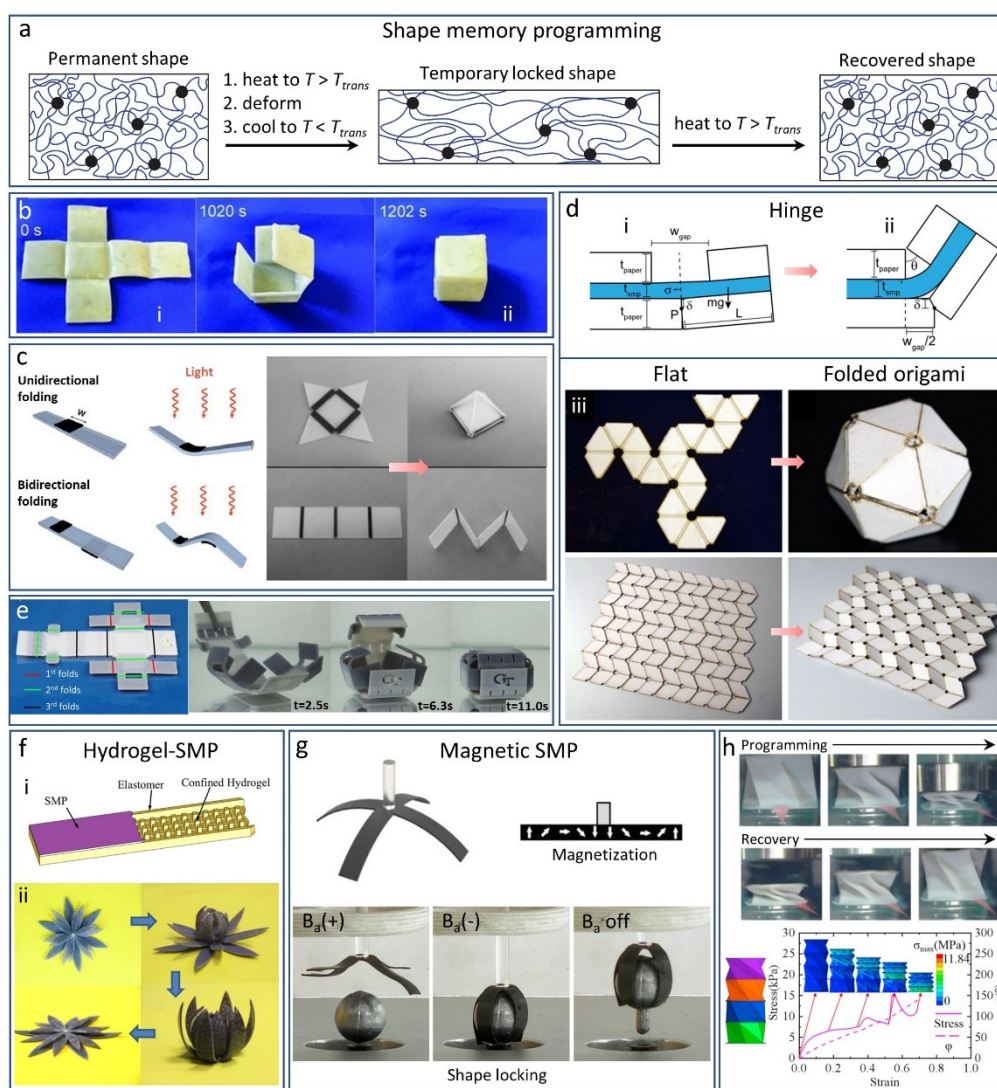 a
Shape memory programming
Permanent shape
1. heat to T > Ttrans
2. deform
3. cool to T < Ttrans
Temporary locked shape
heat to T > Ttrans
Recovered shape
b
0 s
i
1020 s
1202 s
ii
c
Unidirectional
folding
w
Light
Bidirectional
folding
d
Hinge
i
wgap
tpaper
σ
tsmp
tpaper
P
δ
mg
L
ii
tpaper
θ
tsmp
δ
wgap/2
Flat
Folded origami
iii
e
1st folds
2nd folds
3rd folds
t=2.5s
GT
t=6.3s
GT
t=11.0s
f
Hydrogel-SMP
i
SMP
Elastomer
Confined Hydrogel
ii
g
Magnetic SMP
Magnetization
Ba(+)
Ba(-)
Ba off
Shape locking
h
Programming
Recovery
Stress(kPa)
30
25
20
15
10
5
0
σmax(MPa)
11.84
0
300
250
200
150
100
50
0
Stress
φ
0.0 0.2 0.4 0.6 0.8 1.0
Strain